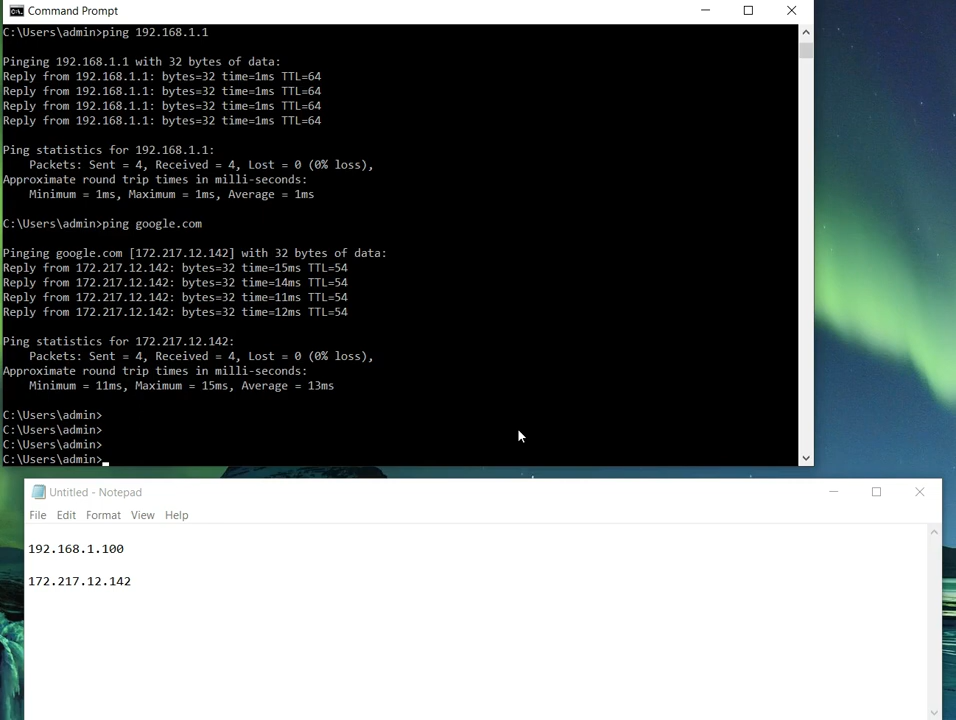 Command Prompt
C:\Users\admin>ping 192.168.1.1
Pinging 192.168.1.1 with 32 bytes of data:
Reply from 192.168.1.1: bytes=32 time=1ms TTL=64
Reply from 192.168.1.1: bytes=32 time=1ms TTL=64
Reply from 192.168.1.1: bytes=32 time=1ms TTL=64
Reply from 192.168.1.1: bytes=32 time=1ms TTL=64
Ping statistics for 192.168.1.1:
    Packets: Sent = 4, Received = 4, Lost = 0 (0% loss),
Approximate round trip times in milli-seconds:
    Minimum = 1ms, Maximum = 1ms, Average = 1ms
C:\Users\admin>ping google.com
Pinging google.com [172.217.12.142] with 32 bytes of data:
Reply from 172.217.12.142: bytes=32 time=15ms TTL=54
Reply from 172.217.12.142: bytes=32 time=14ms TTL=54
Reply from 172.217.12.142: bytes=32 time=11ms TTL=54
Reply from 172.217.12.142: bytes=32 time=12ms TTL=54
Ping statistics for 172.217.12.142:
    Packets: Sent = 4, Received = 4, Lost = 0 (0% loss),
Approximate round trip times in milli-seconds:
    Minimum = 11ms, Maximum = 15ms, Average = 13ms
C:\Users\admin>
C:\Users\admin>
C:\Users\admin>
C:\Users\admin>
Untitled - Notepad
File Edit Format View Help
192.168.1.100
172.217.12.142